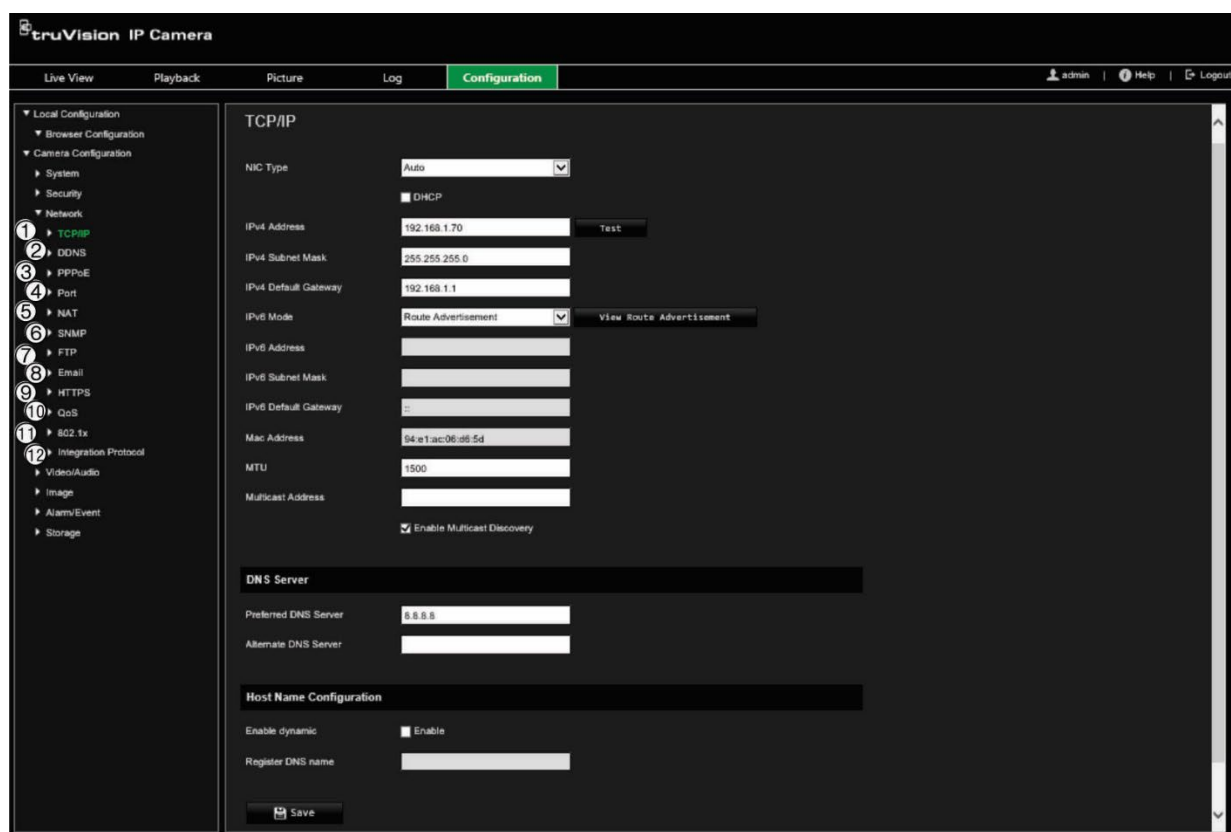 truVision IP Camera
Live View Playback Picture Log Configuration admin | Help | Logout
Local Configuration
Browser Configuration
Camera Configuration
System
Security
Network
① TCP/IP
② DDNS
③ PPPoE
④ Port
⑤ NAT
⑥ SNMP
⑦ FTP
⑧ Email
⑨ HTTPS
⑩ QoS
⑪ 802.1x
⑫ Integration Protocol
Video/Audio
Image
Alarm/Event
Storage
TCP/IP
NIC Type Auto
DHCP
IPv4 Address 192.168.1.70 Test
IPv4 Subnet Mask 255.255.255.0
IPv4 Default Gateway 192.168.1.1
IPv6 Mode Route Advertisement View Route Advertisement
IPv6 Address
IPv6 Subnet Mask
IPv6 Default Gateway ::
Mac Address 94:e1:ac:06:d6:5d
MTU 1500
Multicast Address
Enable Multicast Discovery
DNS Server
Preferred DNS Server 8.8.8.8
Alternate DNS Server
Host Name Configuration
Enable dynamic Enable
Register DNS name
Save